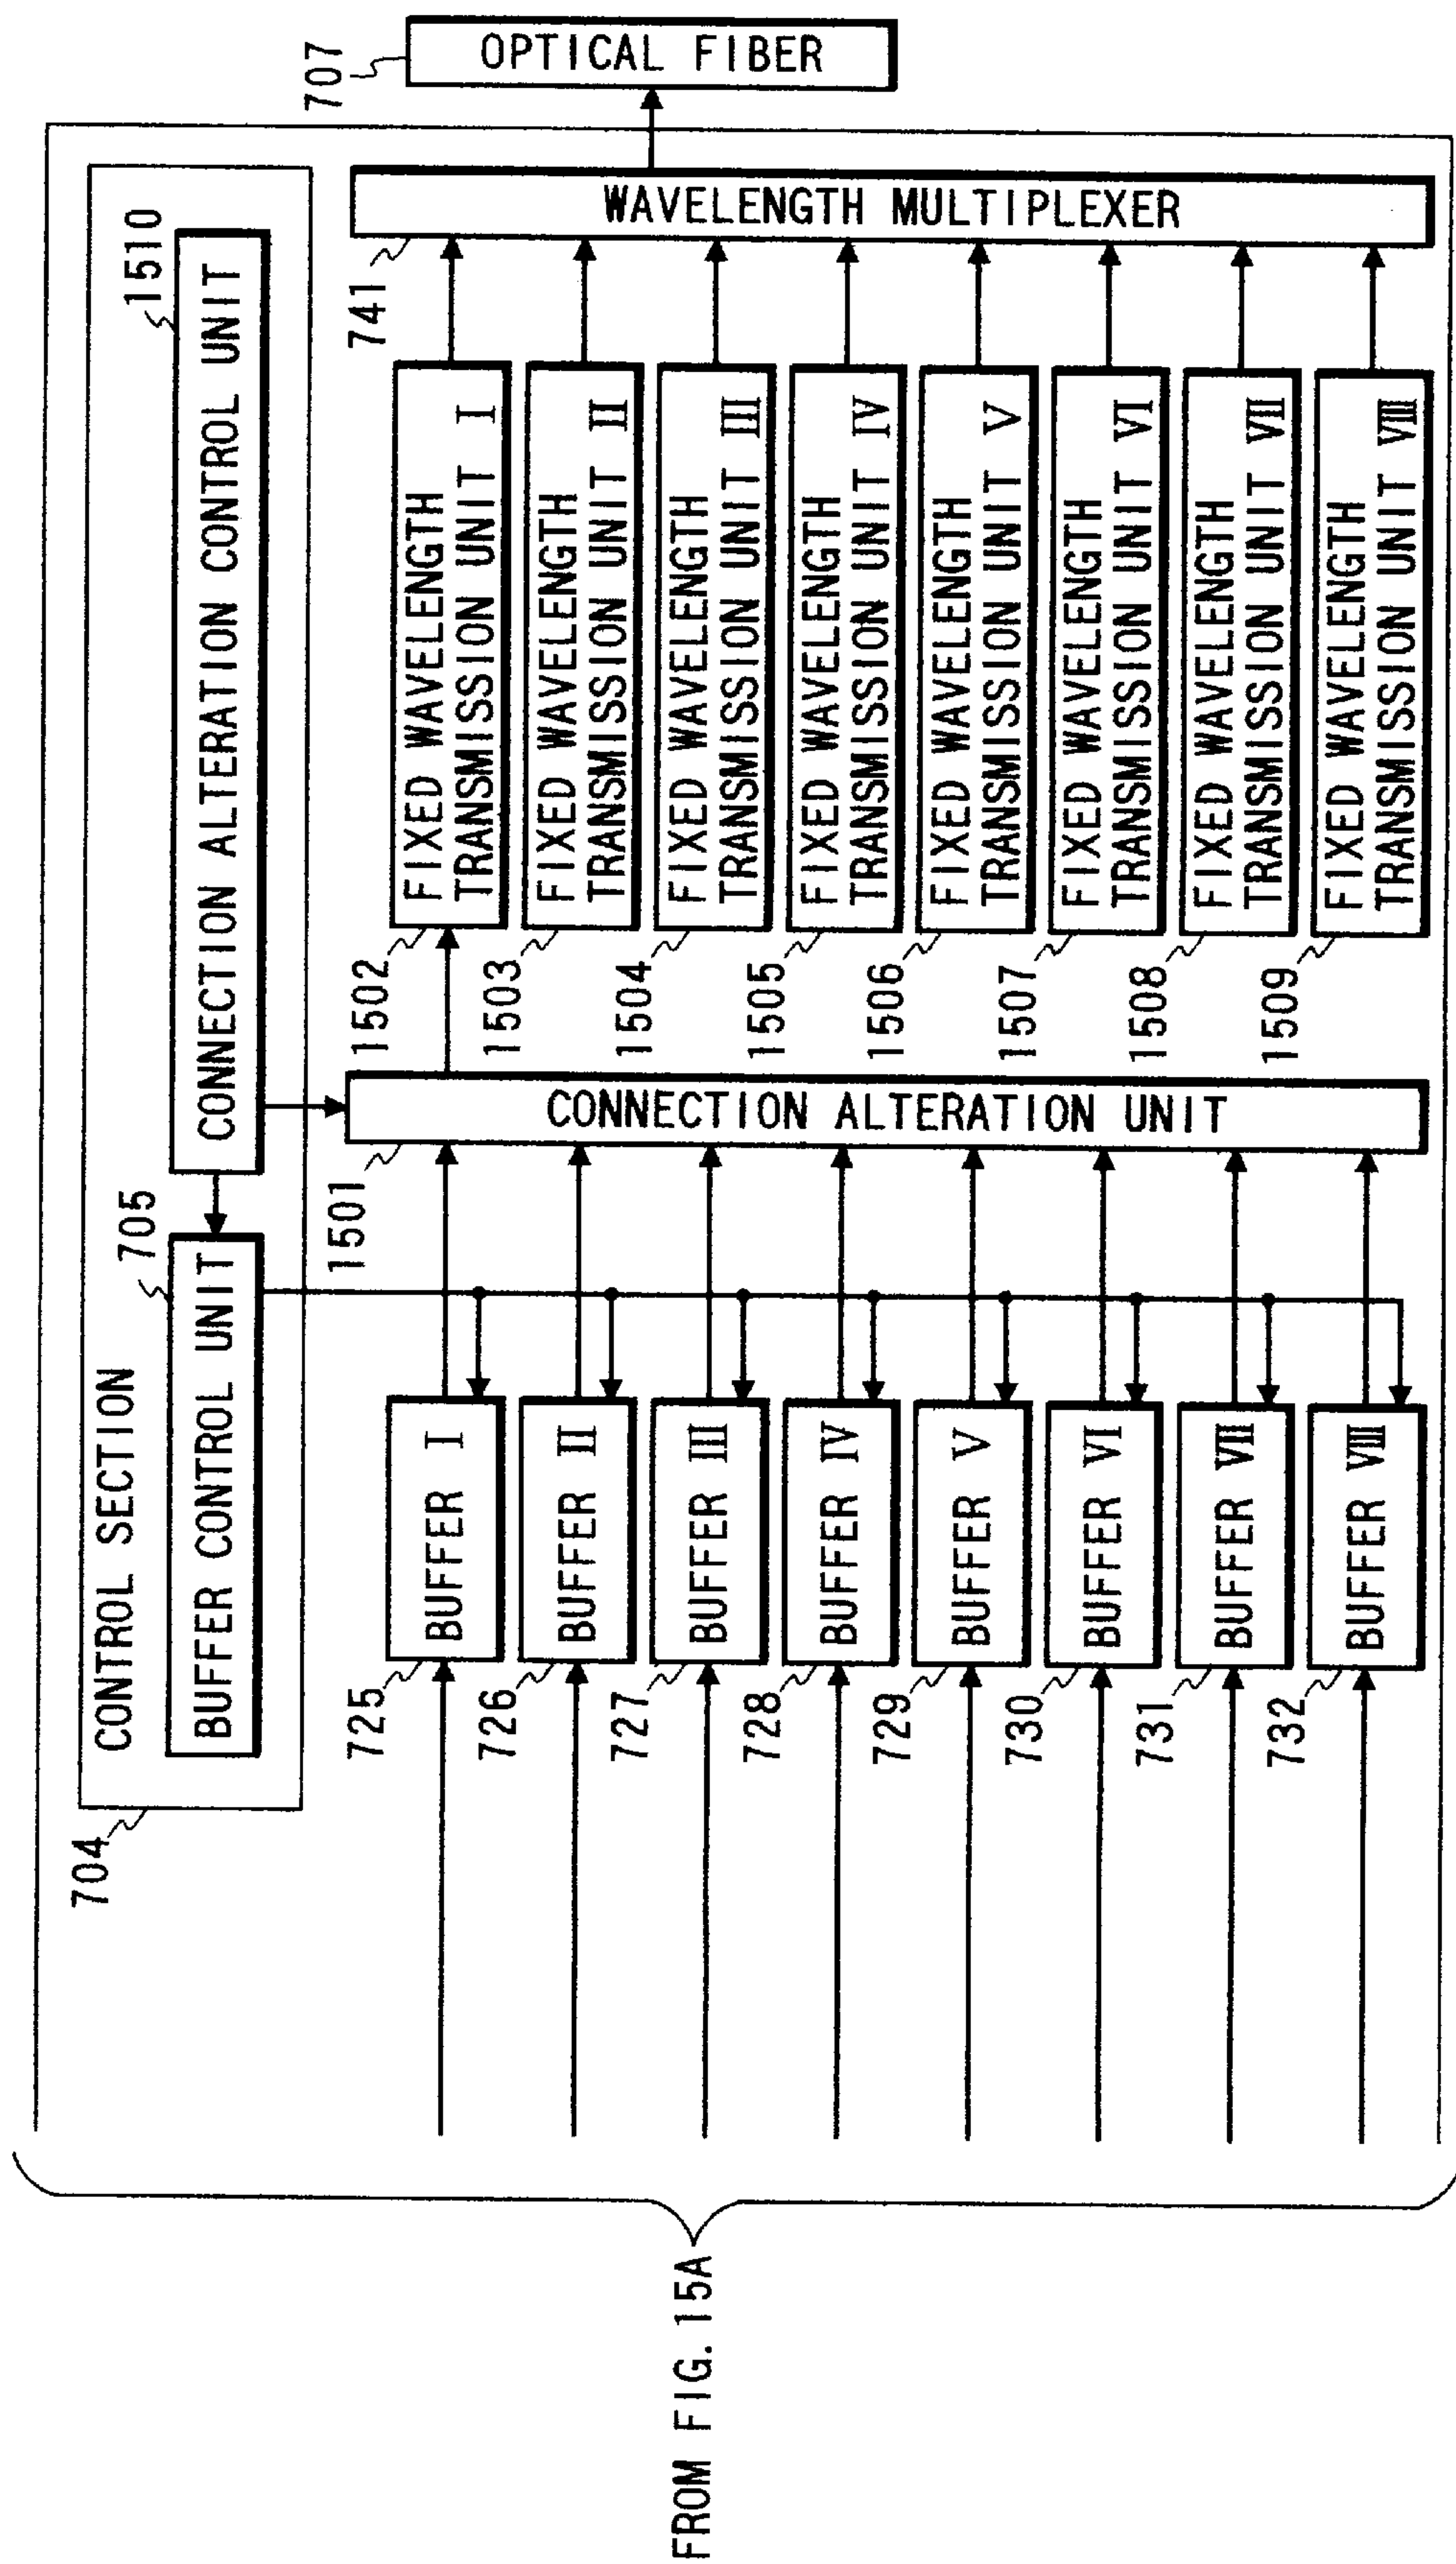 704
CONTROL SECTION
705
BUFFER CONTROL UNIT
1510
CONNECTION ALTERATION CONTROL UNIT
707
OPTICAL FIBER
725
BUFFER I
726
BUFFER II
727
BUFFER III
728
BUFFER IV
729
BUFFER V
730
BUFFER VI
731
BUFFER VII
732
BUFFER VIII
1501
CONNECTION ALTERATION UNIT
1502
FIXED WAVELENGTH
TRANSMISSION UNIT I
1503
FIXED WAVELENGTH
TRANSMISSION UNIT II
1504
FIXED WAVELENGTH
TRANSMISSION UNIT III
1505
FIXED WAVELENGTH
TRANSMISSION UNIT IV
1506
FIXED WAVELENGTH
TRANSMISSION UNIT V
1507
FIXED WAVELENGTH
TRANSMISSION UNIT VI
1508
FIXED WAVELENGTH
TRANSMISSION UNIT VII
1509
FIXED WAVELENGTH
TRANSMISSION UNIT VIII
741
WAVELENGTH MULTIPLEXER
FROM FIG. 15A